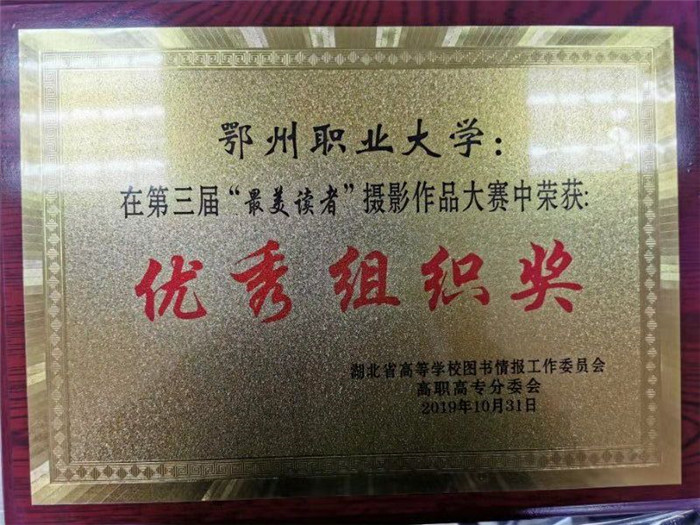 鄂州职业大学：
在第三届“最美读者”摄影作品大赛中荣获：
优秀组织奖
湖北省高等学校图书情报工作委员会
高职高专分委会
2019年10月31日